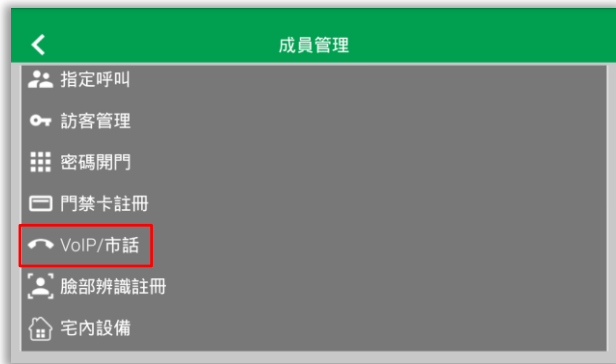 成員管理
指定呼叫
訪客管理
密碼開門
門禁卡註冊
VoIP/市話
臉部辨識註冊
宅內設備